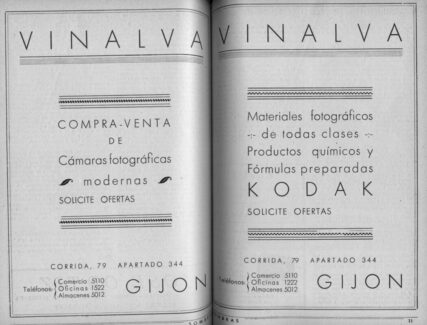 VINALVA
COMPRA-VENTA
DE
Cámaras fotográficas
modernas
SOLICITE OFERTAS
CORRIDA, 79 APARTADO 344
Teléfonos: Comercio 5110
Oficinas 1522
Almacenes 5012
GIJON
VINALVA
Materiales fotográficos
-:- de todas clases -:-
Productos químicos y
Fórmulas preparadas
KODAK
SOLICITE OFERTAS
CORRIDA, 79 APARTADO 344
Teléfonos: Comercio 5110
Oficinas 1222
Almacenes 5012
GIJON
11